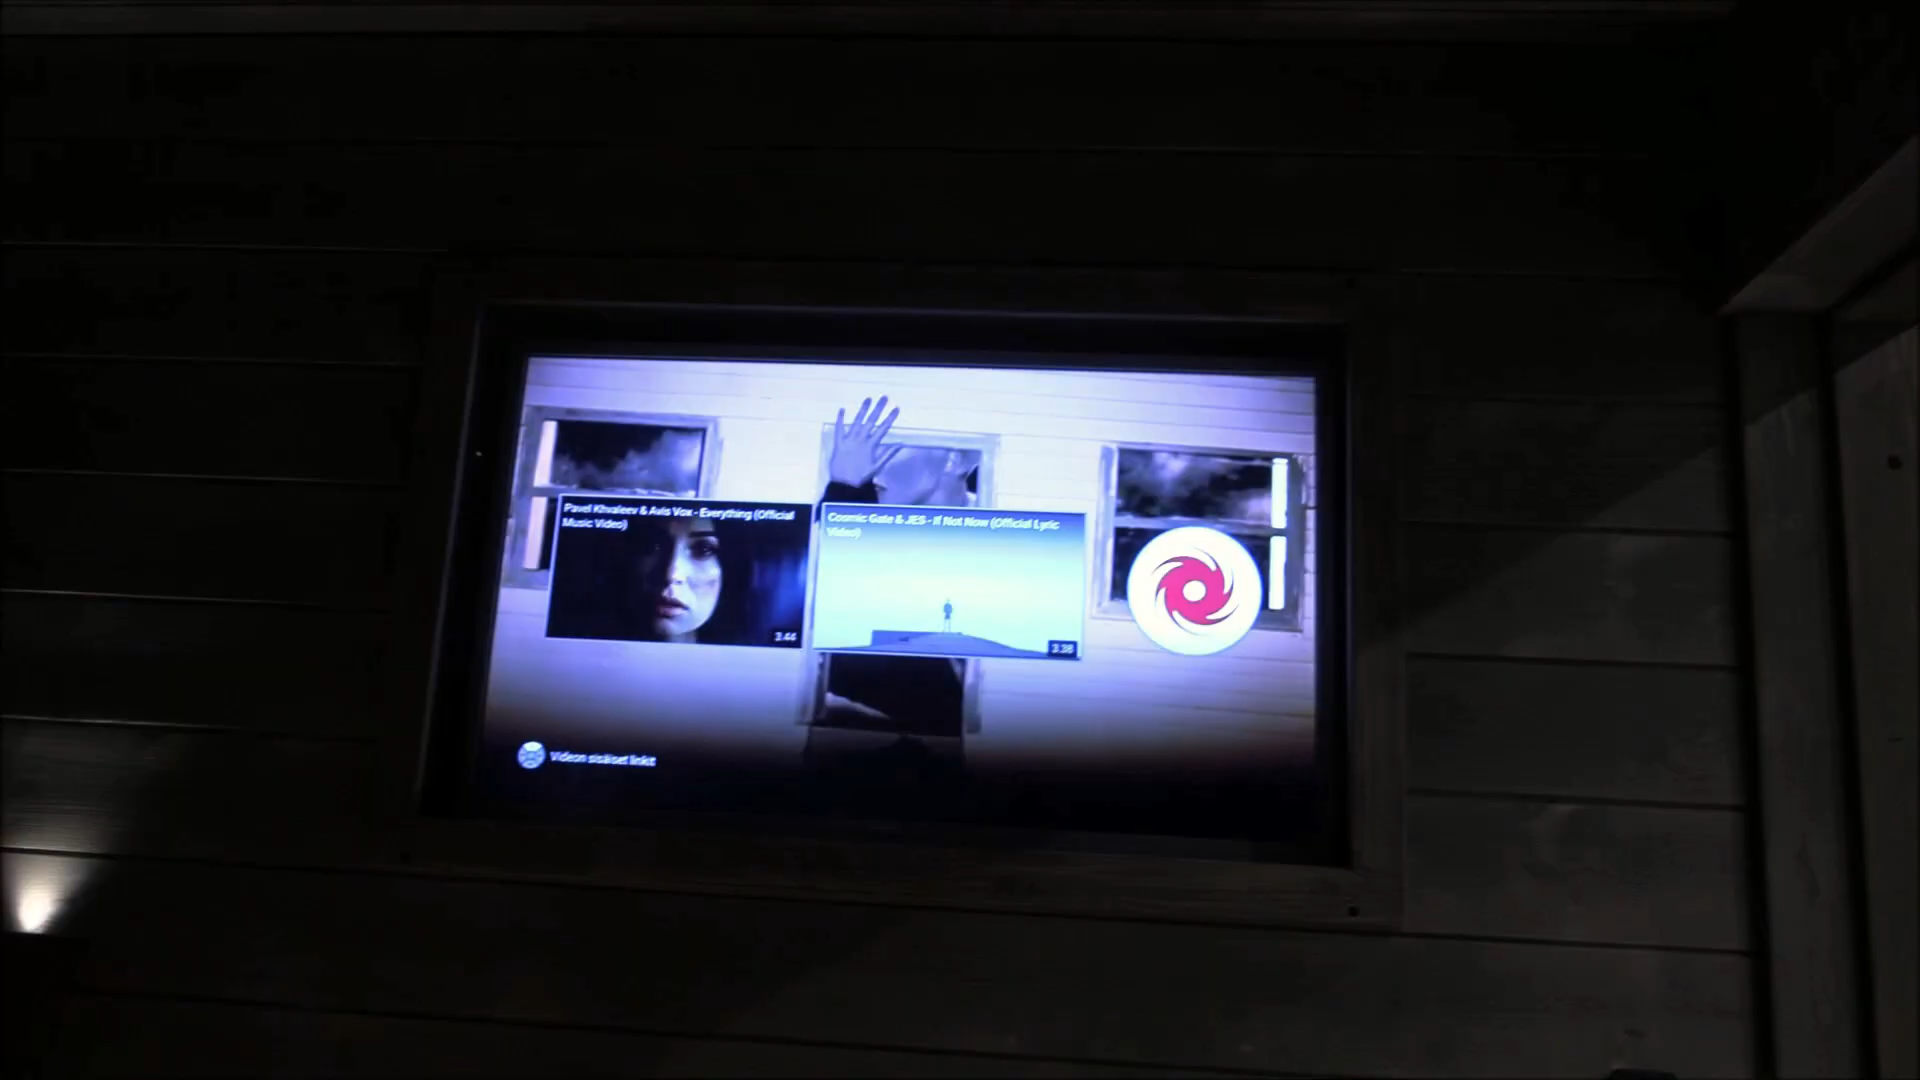 Pavel Khvaleev & Avis Vox - Everything (Official
Music Video)
3.44
Cosmic Gate & JES - If Not Now (Official Lyric
Video)
3.38
Videon sisäiset linkit